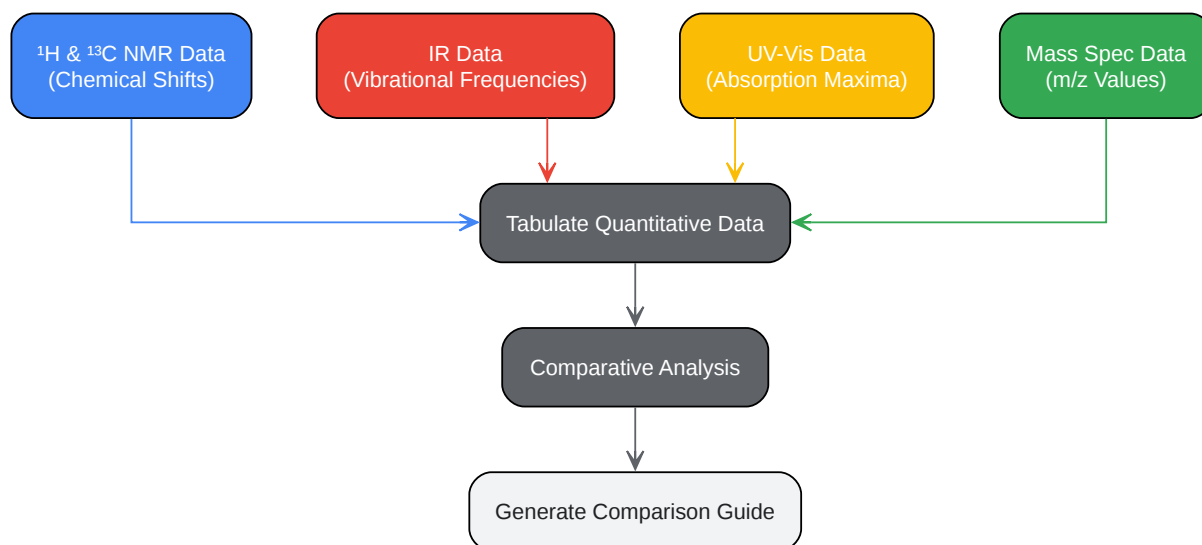 ¹H & ¹³C NMR Data
(Chemical Shifts)
IR Data
(Vibrational Frequencies)
UV-Vis Data
(Absorption Maxima)
Mass Spec Data
(m/z Values)
Tabulate Quantitative Data
Comparative Analysis
Generate Comparison Guide